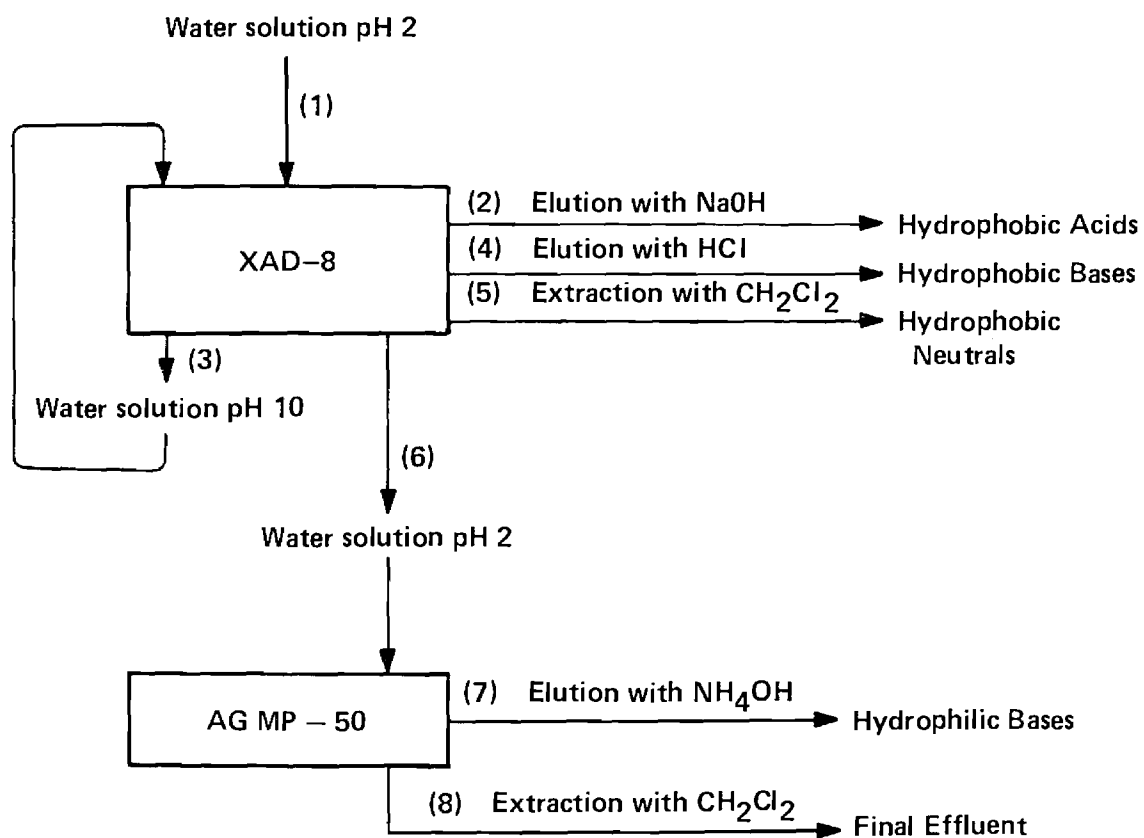 Water solution pH 2
(1)
XAD–8
(2) Elution with NaOH
Hydrophobic Acids
(4) Elution with HCl
Hydrophobic Bases
(5) Extraction with CH2Cl2
Hydrophobic
Neutrals
(3)
Water solution pH 10
(6)
Water solution pH 2
AG MP – 50
(7) Elution with NH4OH
Hydrophilic Bases
(8) Extraction with CH2Cl2
Final Effluent